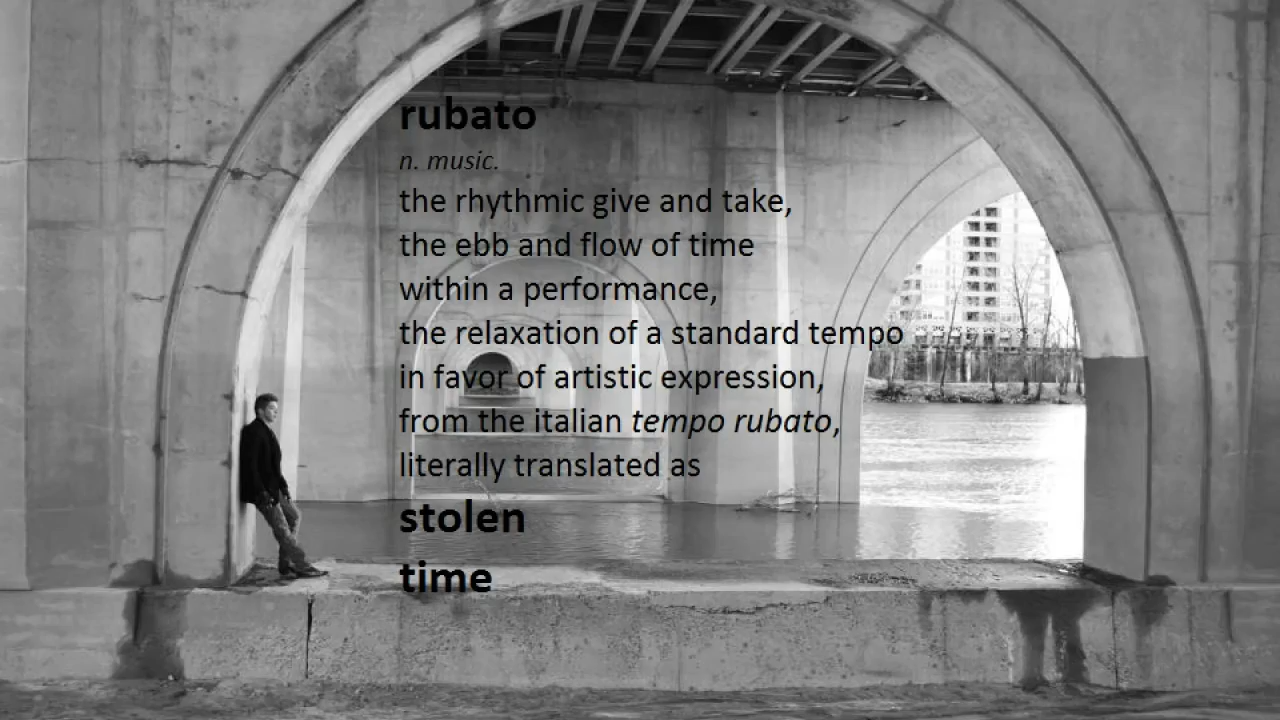 rubato
n. music.
the rhythmic give and take,
the ebb and flow of time
within a performance,
the relaxation of a standard tempo
in favor of artistic expression,
from the italian tempo rubato,
literally translated as
stolen
time